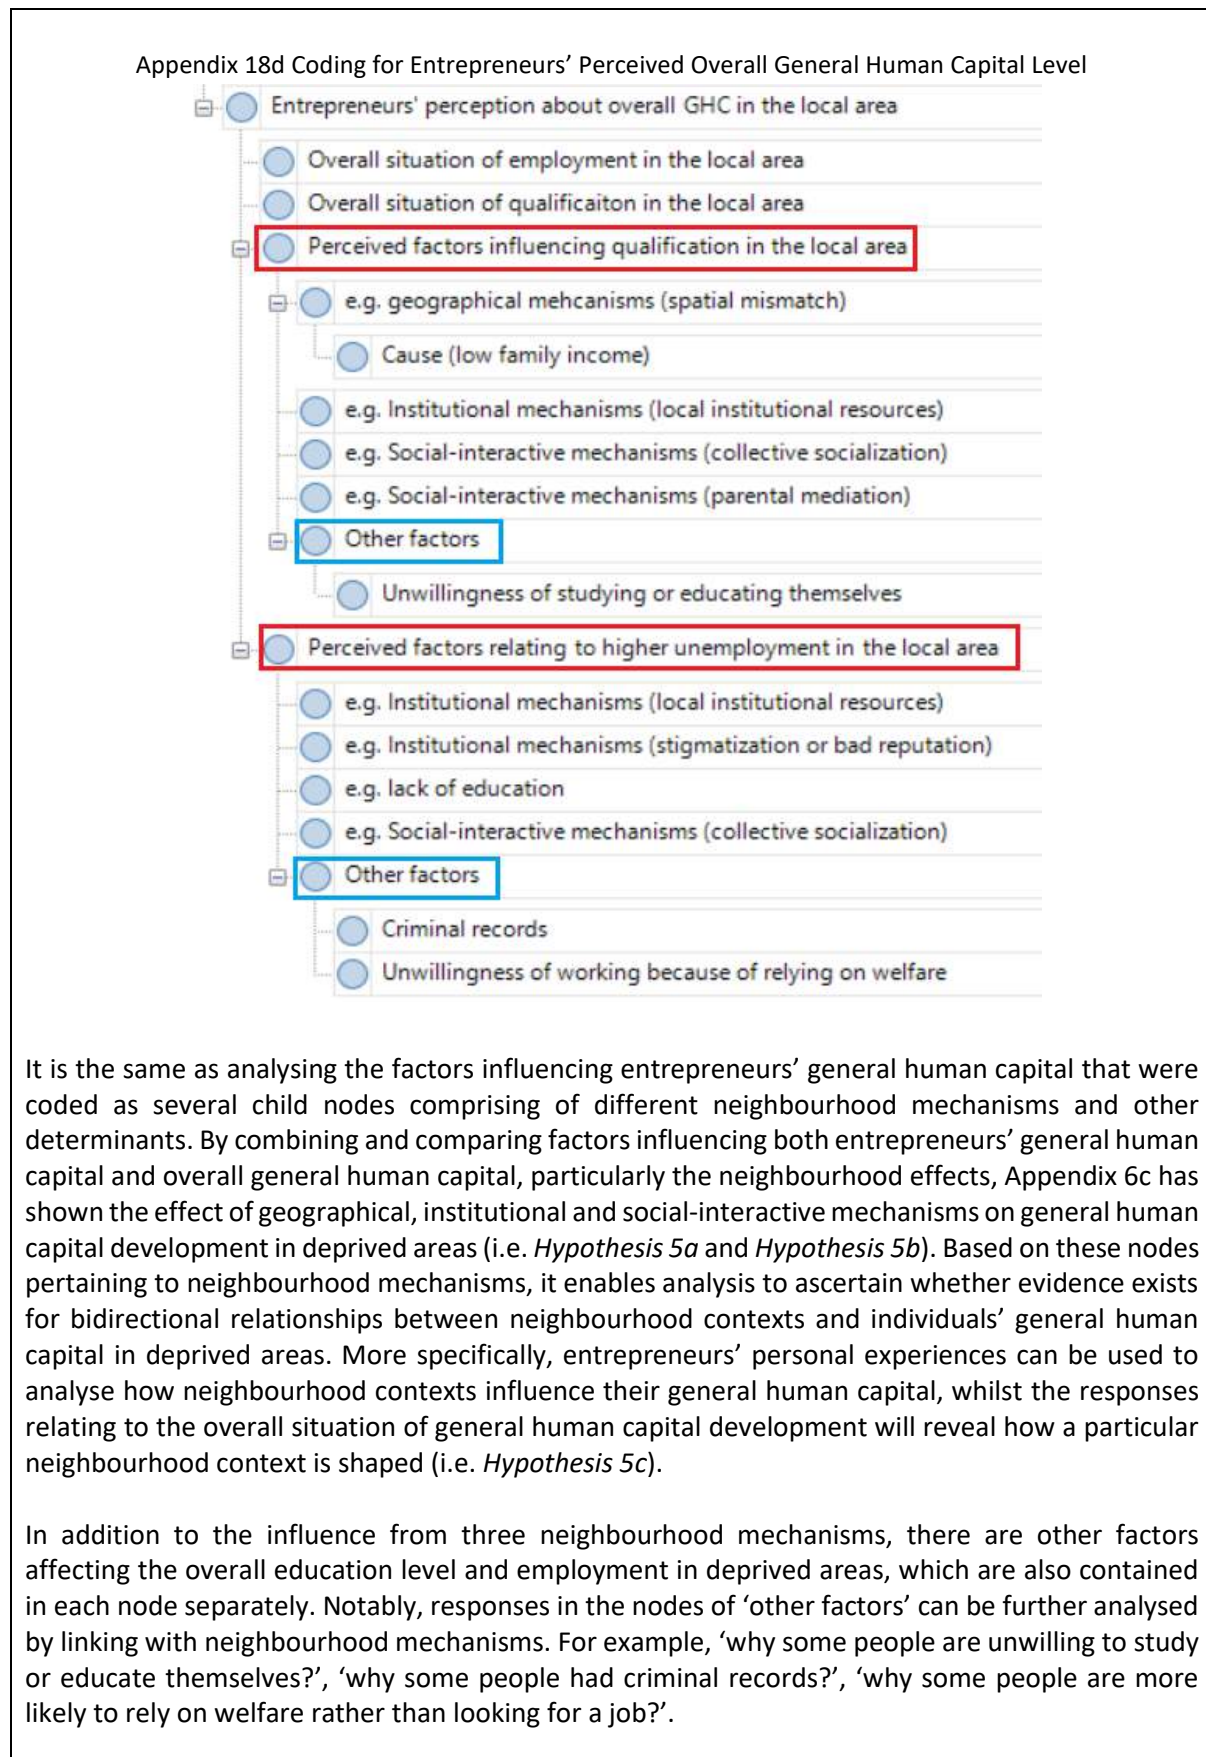 Appendix 18d Coding for Entrepreneurs’ Perceived Overall General Human Capital Level
Entrepreneurs' perception about overall GHC in the local area
Overall situation of employment in the local area
Overall situation of qualificaiton in the local area
Perceived factors influencing qualification in the local area
e.g. geographical mehcanisms (spatial mismatch)
Cause (low family income)
e.g. Institutional mechanisms (local institutional resources)
e.g. Social-interactive mechanisms (collective socialization)
e.g. Social-interactive mechanisms (parental mediation)
Other factors
Unwillingness of studying or educating themselves
Perceived factors relating to higher unemployment in the local area
e.g. Institutional mechanisms (local institutional resources)
e.g. Institutional mechanisms (stigmatization or bad reputation)
e.g. lack of education
e.g. Social-interactive mechanisms (collective socialization)
Other factors
Criminal records
Unwillingness of working because of relying on welfare
It is the same as analysing the factors influencing entrepreneurs’ general human capital that were
coded as several child nodes comprising of different neighbourhood mechanisms and other
determinants. By combining and comparing factors influencing both entrepreneurs’ general human
capital and overall general human capital, particularly the neighbourhood effects, Appendix 6c has
shown the effect of geographical, institutional and social-interactive mechanisms on general human
capital development in deprived areas (i.e. Hypothesis 5a and Hypothesis 5b). Based on these nodes
pertaining to neighbourhood mechanisms, it enables analysis to ascertain whether evidence exists
for bidirectional relationships between neighbourhood contexts and individuals’ general human
capital in deprived areas. More specifically, entrepreneurs’ personal experiences can be used to
analyse how neighbourhood contexts influence their general human capital, whilst the responses
relating to the overall situation of general human capital development will reveal how a particular
neighbourhood context is shaped (i.e. Hypothesis 5c).
In addition to the influence from three neighbourhood mechanisms, there are other factors
affecting the overall education level and employment in deprived areas, which are also contained
in each node separately. Notably, responses in the nodes of ‘other factors’ can be further analysed
by linking with neighbourhood mechanisms. For example, ‘why some people are unwilling to study
or educate themselves?’, ‘why some people had criminal records?’, ‘why some people are more
likely to rely on welfare rather than looking for a job?’.